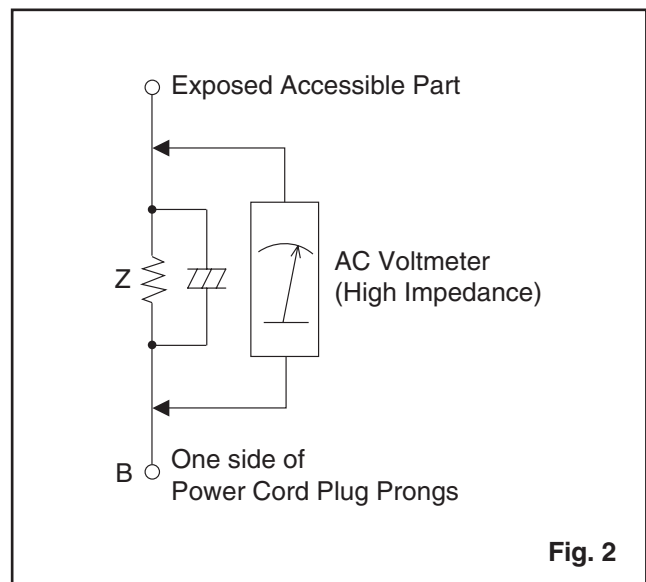 Exposed Accessible Part
Z
AC Voltmeter
(High Impedance)
B
One side of
Power Cord Plug Prongs
Fig. 2